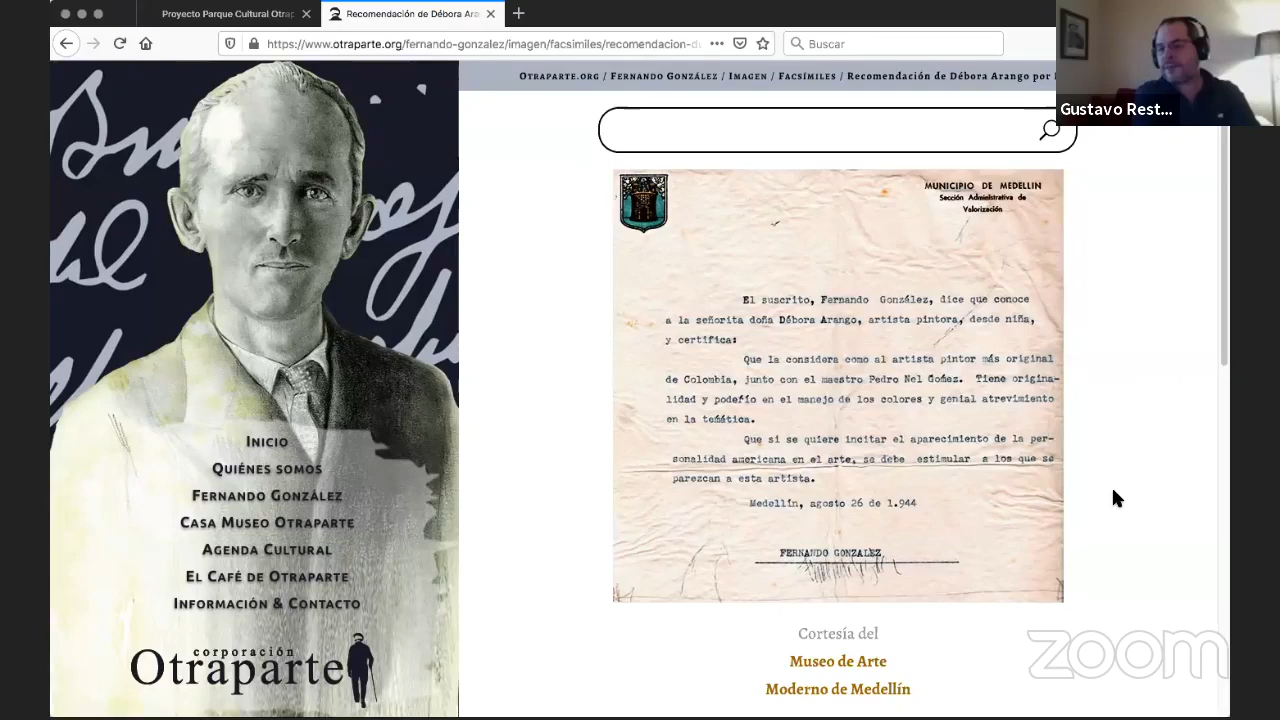 Proyecto Parque Cultural Otrap
Recomendación de Débora Ara
https://www.otraparte.org/fernando-gonzalez/imagen/facsimiles/recomendacion-d
Buscar
Gustavo Rest...
Otraparte.org / Fernando González / Imagen / Facsímiles / Recomendación de Débora Arango por
MUNICIPIO DE MEDELLIN
Sección Administrativa de
Valorización
El suscrito, Fernando González, dice que conoce
a la señorita doña Débora Arango, artista pintora, desde niña,
y certifica:
Que la considera como al artista pintor más original
de Colombia, junto con el maestro Pedro Nel Goméz. Tiene origina-
lidad y poderío en el manejo de los colores y genial atrevimiento
en la temática.
Que si se quiere incitar el aparecimiento de la per-
sonalidad americana en el arte, se debe estimular a los que se
parezcan a esta artista.
Medellín, agosto 26 de 1.944
FERNANDO GONZALEZ
Cortesía del
Museo de Arte
Moderno de Medellín
Inicio
Quiénes somos
Fernando González
Casa Museo Otraparte
Agenda Cultural
El Café de Otraparte
Información & Contacto
corporación
Otraparte
zoom